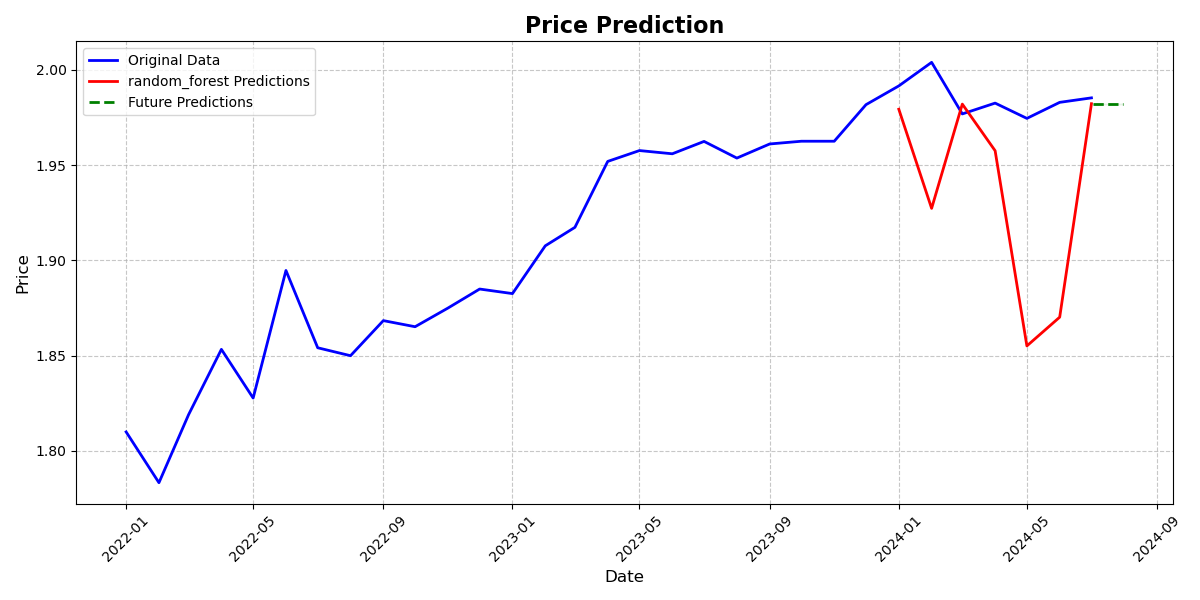 Price Prediction
Original Data
random_forest Predictions
Future Predictions
2.00
1.95
1.90
1.85
1.80
Price
2022-01
2022-05
2022-09
2023-01
2023-05
2023-09
2024-01
2024-05
2024-09
Date